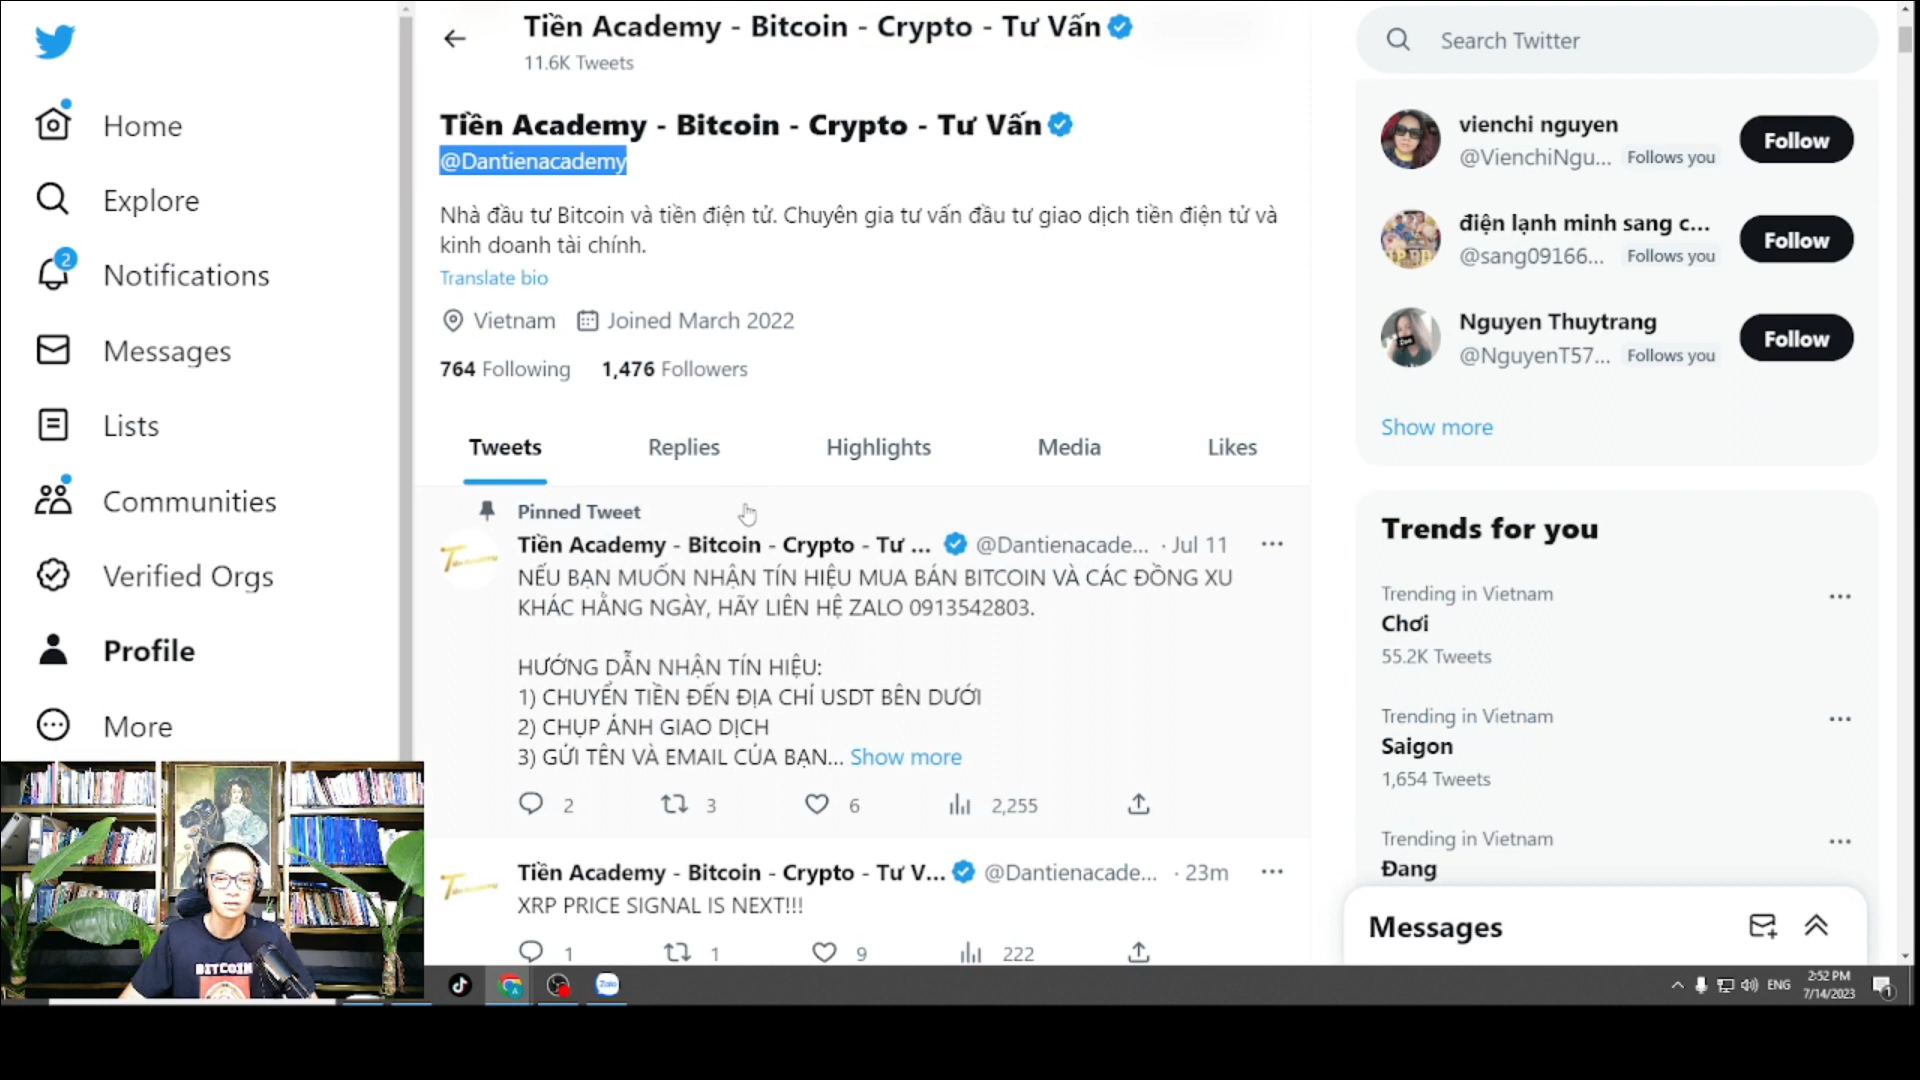 Tiền Academy - Bitcoin - Crypto - Tư Vấn
11.6K Tweets
Home
Explore
2
Notifications
Messages
Lists
Communities
Verified Orgs
Profile
More
Tiền Academy - Bitcoin - Crypto - Tư Vấn
@Dantienacademy
Nhà đầu tư Bitcoin và tiền điện tử. Chuyên gia tư vấn đầu tư giao dịch tiền điện tử và
kinh doanh tài chính.
Translate bio
Vietnam Joined March 2022
764 Following 1,476 Followers
Tweets Replies Highlights Media Likes
Pinned Tweet
Tiền Academy - Bitcoin - Crypto - Tư ... @Dantienacade... · Jul 11
NẾU BẠN MUỐN NHẬN TÍN HIỆU MUA BÁN BITCOIN VÀ CÁC ĐỒNG XU
KHÁC HẰNG NGÀY, HÃY LIÊN HỆ ZALO 0913542803.
HƯỚNG DẪN NHẬN TÍN HIỆU:
1) CHUYỂN TIỀN ĐẾN ĐỊA CHỈ USDT BÊN DƯỚI
2) CHỤP ẢNH GIAO DỊCH
3) GỬI TÊN VÀ EMAIL CỦA BẠN... Show more
2 3 6 2,255
Tiền Academy - Bitcoin - Crypto - Tư V... @Dantienacade... · 23m
XRP PRICE SIGNAL IS NEXT!!!
1 1 9 222
Search Twitter
vienchi nguyen
@VienchiNgu... Follows you
Follow
điện lạnh minh sang c...
@sang09166... Follows you
Follow
Nguyen Thuytrang
@NguyenT57... Follows you
Follow
Show more
Trends for you
Trending in Vietnam
Chơi
55.2K Tweets
Trending in Vietnam
Saigon
1,654 Tweets
Trending in Vietnam
Đang
Messages
Tiền Academy
Tiền Academy
BITCOIN
Zalo
ENG
2:52 PM
7/14/2023
1